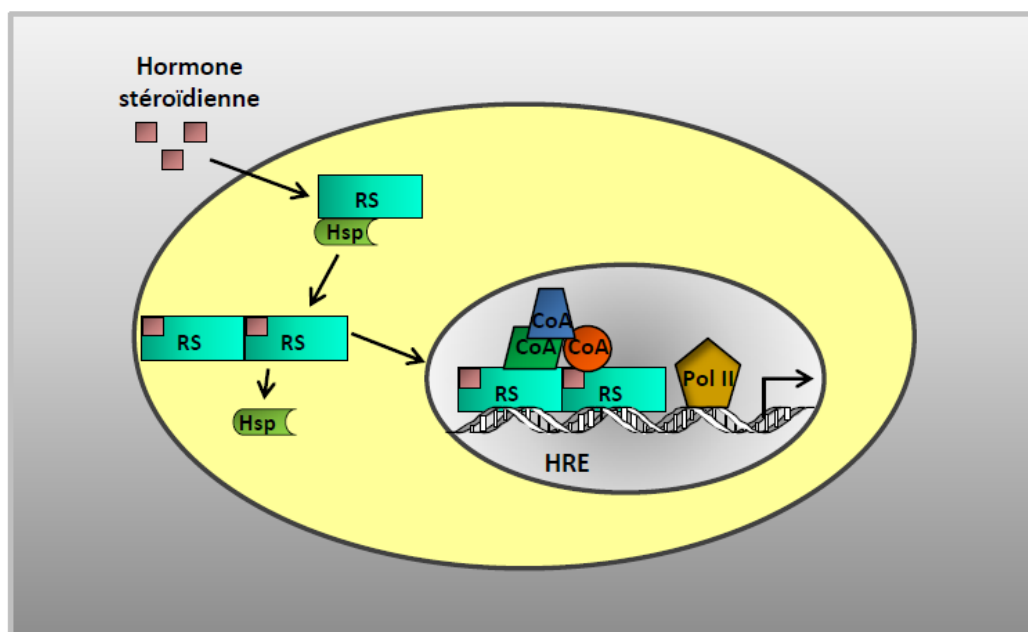 Hormone
stéroïdienne
RS
Hsp
RS
RS
Hsp
CoA
CoA
CoA
RS
RS
Pol II
HRE